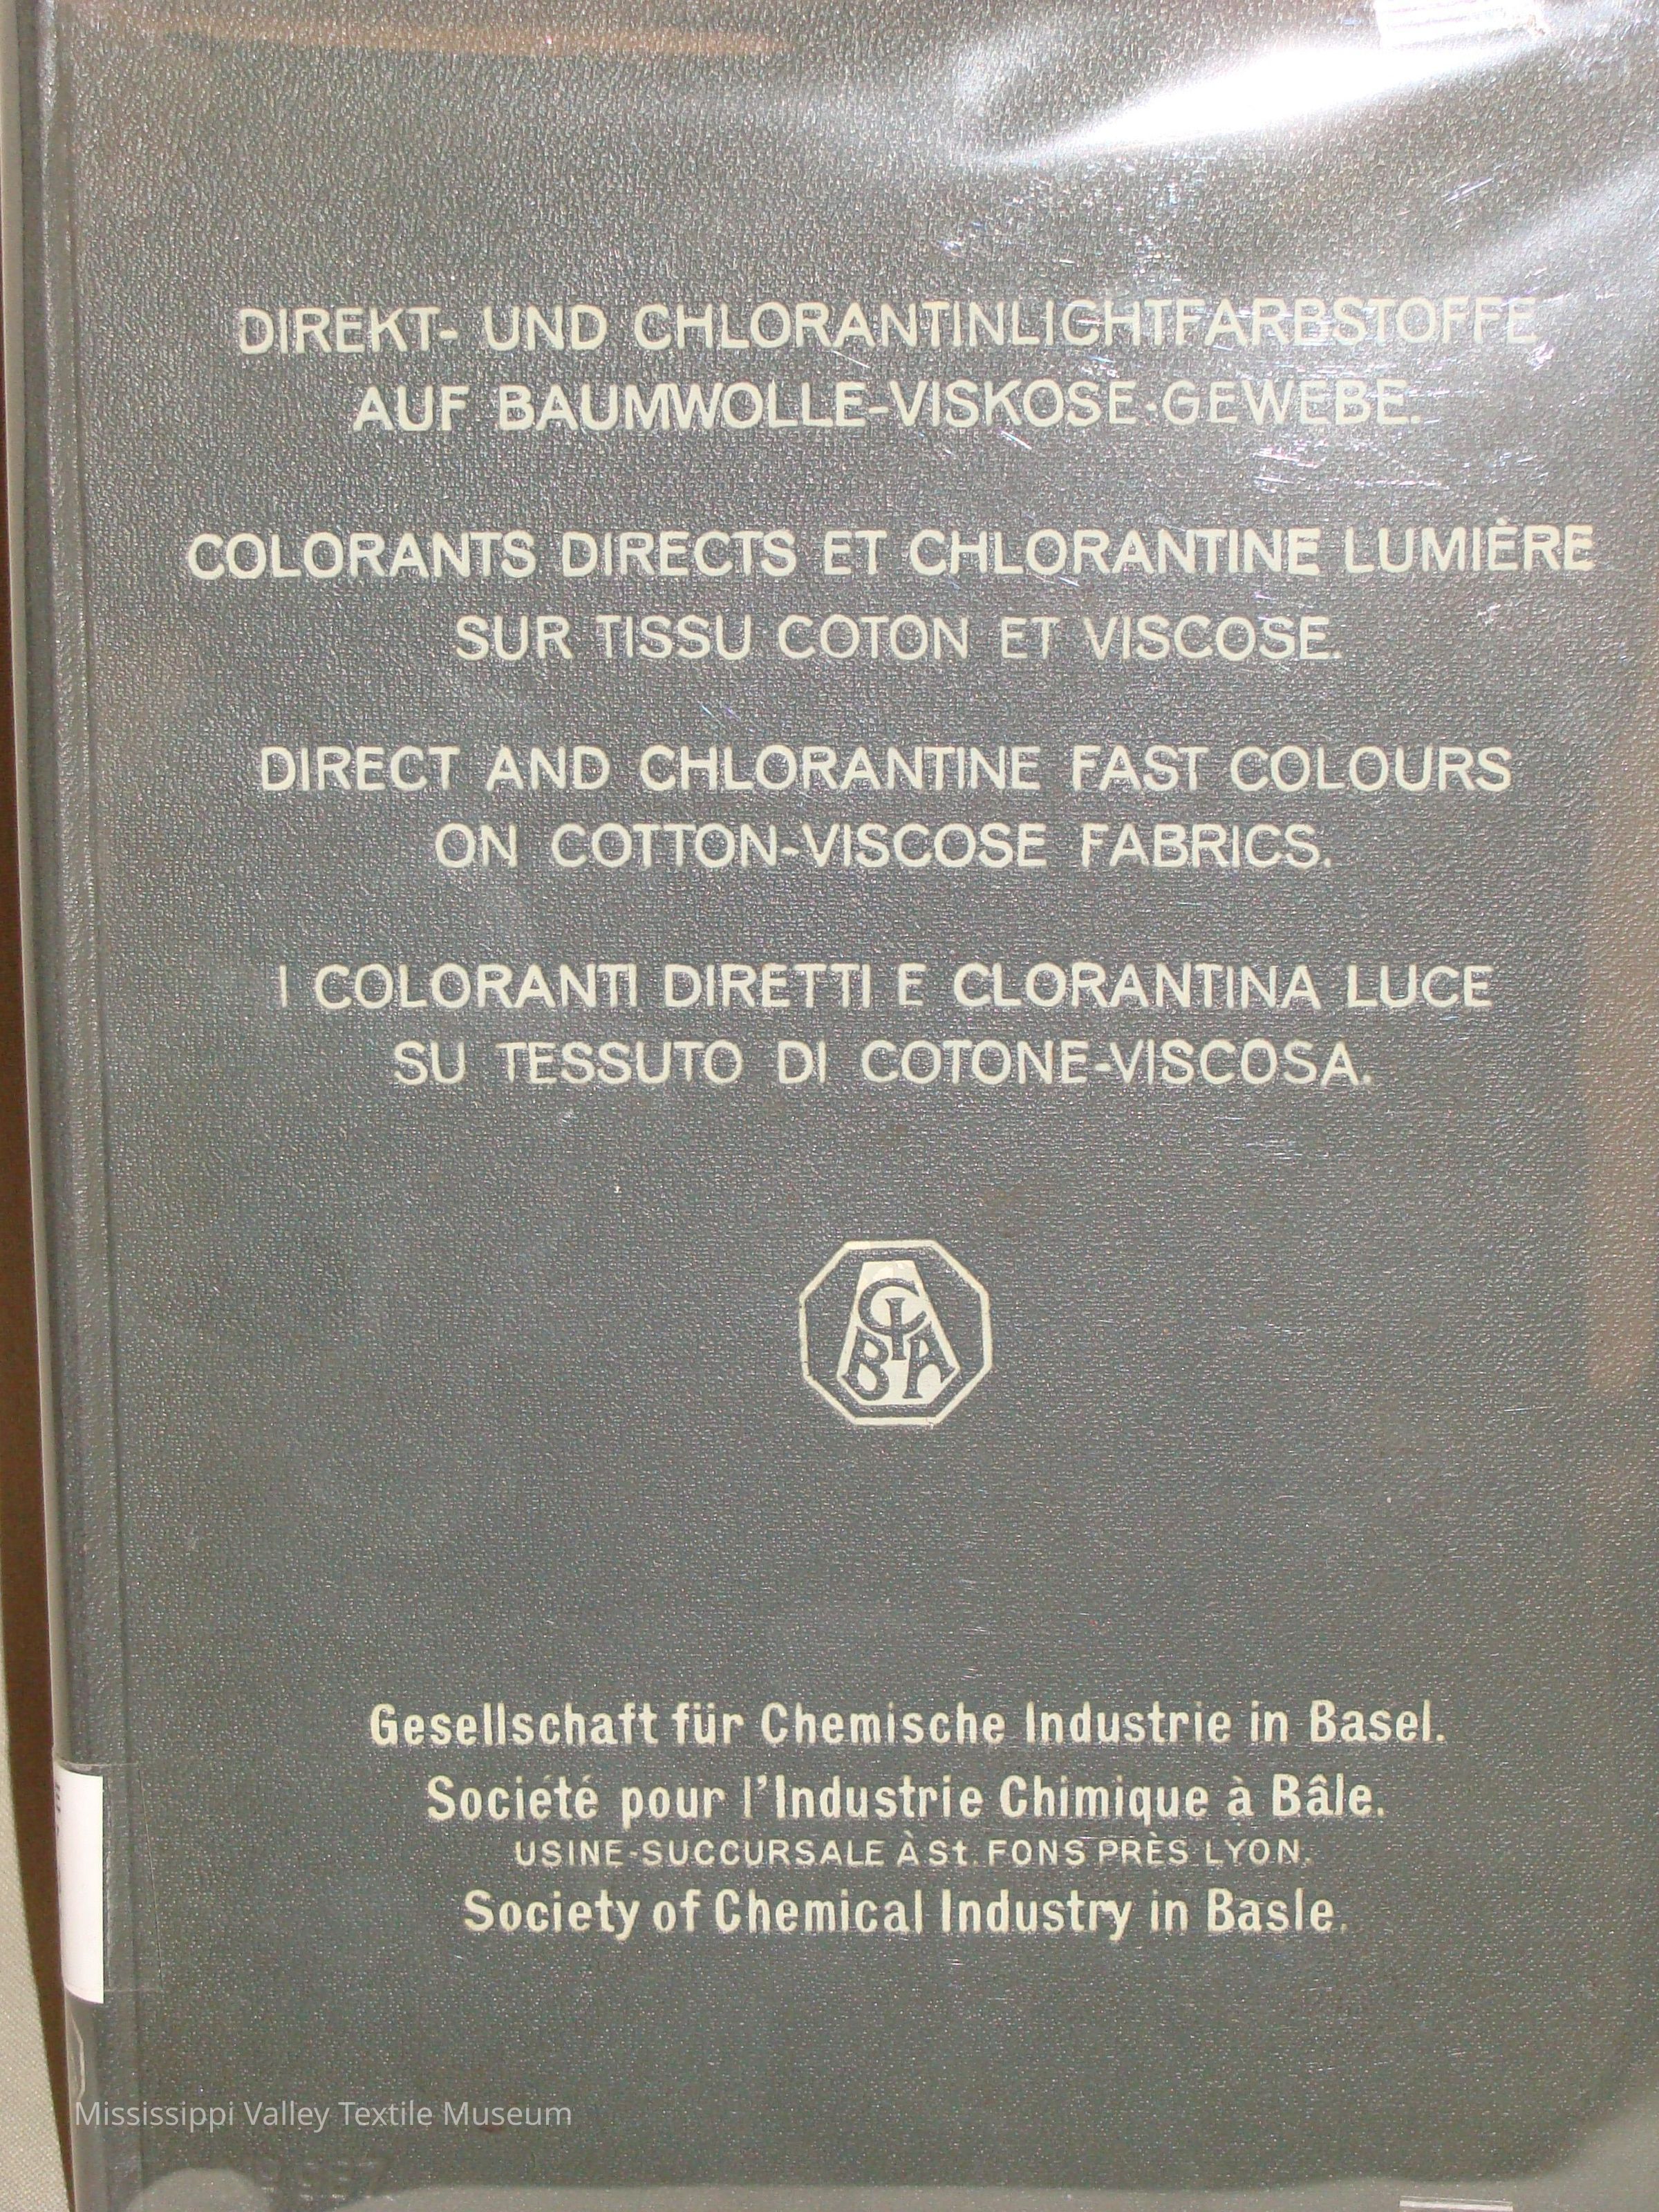 DIREKT- UND CHLORANTINLICHTFARBSTOFFE
AUF BAUMWOLLE-VISKOSE-GEWEBE.
COLORANTS DIRECTS ET CHLORANTINE LUMIÈRE
SUR TISSU COTON ET VISCOSE.
DIRECT AND CHLORANTINE FAST COLOURS
ON COTTON-VISCOSE FABRICS.
I COLORANTI DIRETTI E CLORANTINA LUCE
SU TESSUTO DI COTONE-VISCOSA.
CIBA
Gesellschaft für Chemische Industrie in Basel.
Société pour l'Industrie Chimique à Bâle.
USINE-SUCCURSALE À St. FONS PRÈS LYON.
Society of Chemical Industry in Basle.
Mississippi Valley Textile Museum